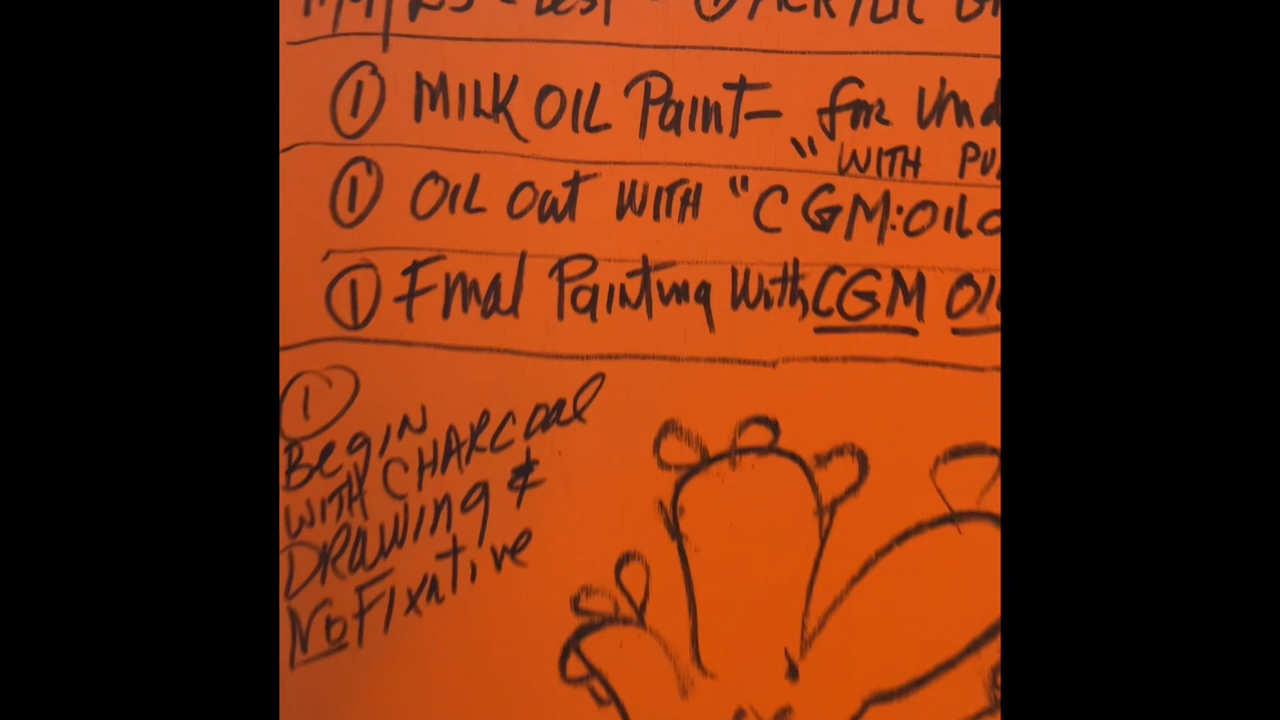 ① MILK OIL Paint- for Und
"WITH PU
① OIL Out WITH "CGM:OILO
① Final Painting With CGM OIL
①
Begin
WITH CHARCOAL
DRAWING &
No Fixative